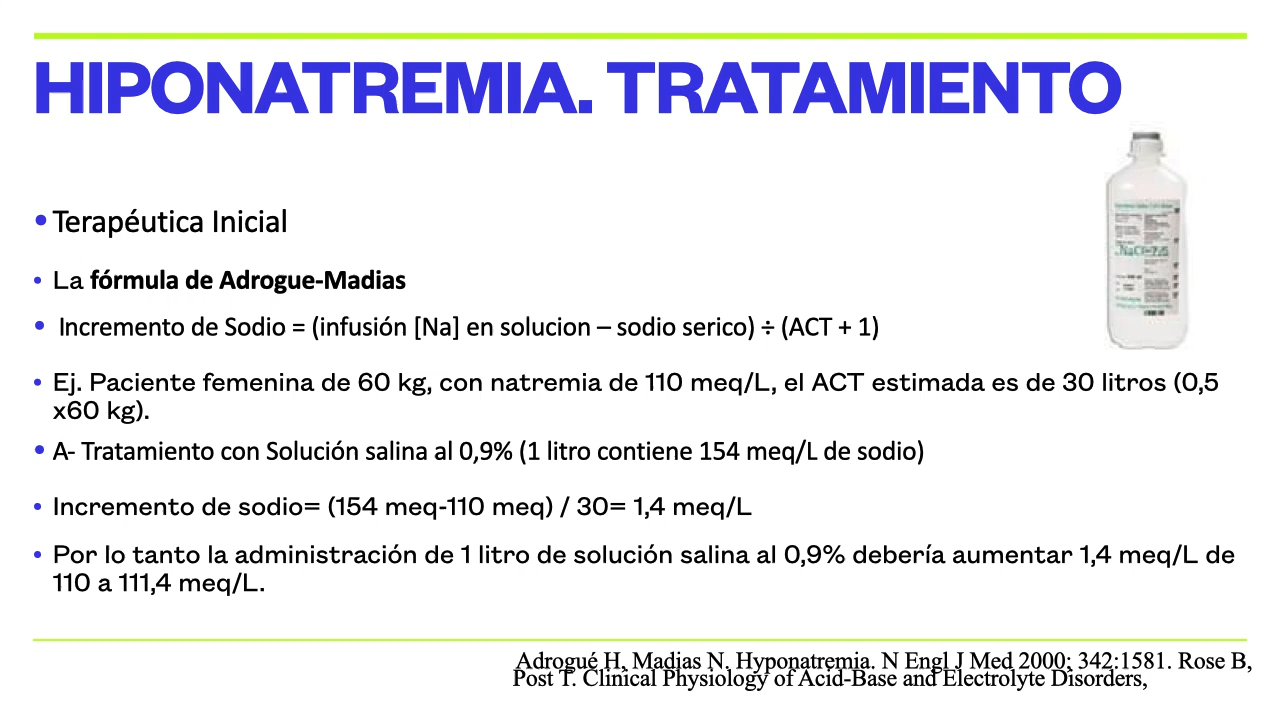 HIPONATREMIA. TRATAMIENTO
• Terapéutica Inicial
• La fórmula de Adrogue-Madias
• Incremento de Sodio = (infusión [Na] en solucion – sodio serico) ÷ (ACT + 1)
• Ej. Paciente femenina de 60 kg, con natremia de 110 meq/L, el ACT estimada es de 30 litros (0,5
x60 kg).
• A- Tratamiento con Solución salina al 0,9% (1 litro contiene 154 meq/L de sodio)
• Incremento de sodio= (154 meq-110 meq) / 30= 1,4 meq/L
• Por lo tanto la administración de 1 litro de solución salina al 0,9% debería aumentar 1,4 meq/L de
110 a 111,4 meq/L.
Adrogué H, Madias N. Hyponatremia. N Engl J Med 2000; 342:1581. Rose B,
Post T. Clinical Physiology of Acid-Base and Electrolyte Disorders,